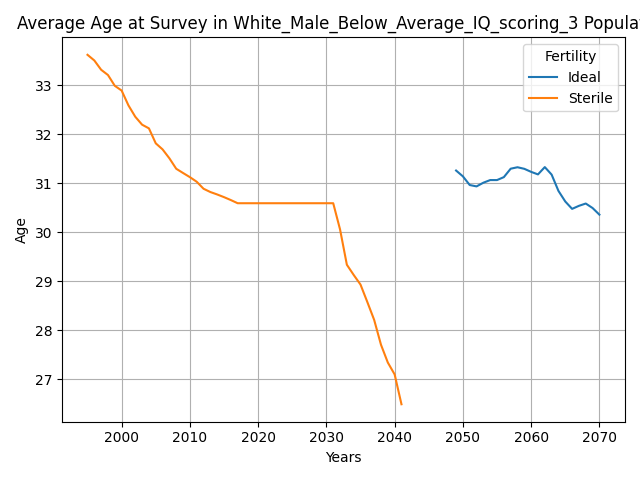 Average Age at Survey in White_Male_Below_Average_IQ_scoring_3 Popula
Fertility
Ideal
Sterile
Age
33
32
31
30
29
28
27
2000 2010 2020 2030 2040 2050 2060 2070
Years